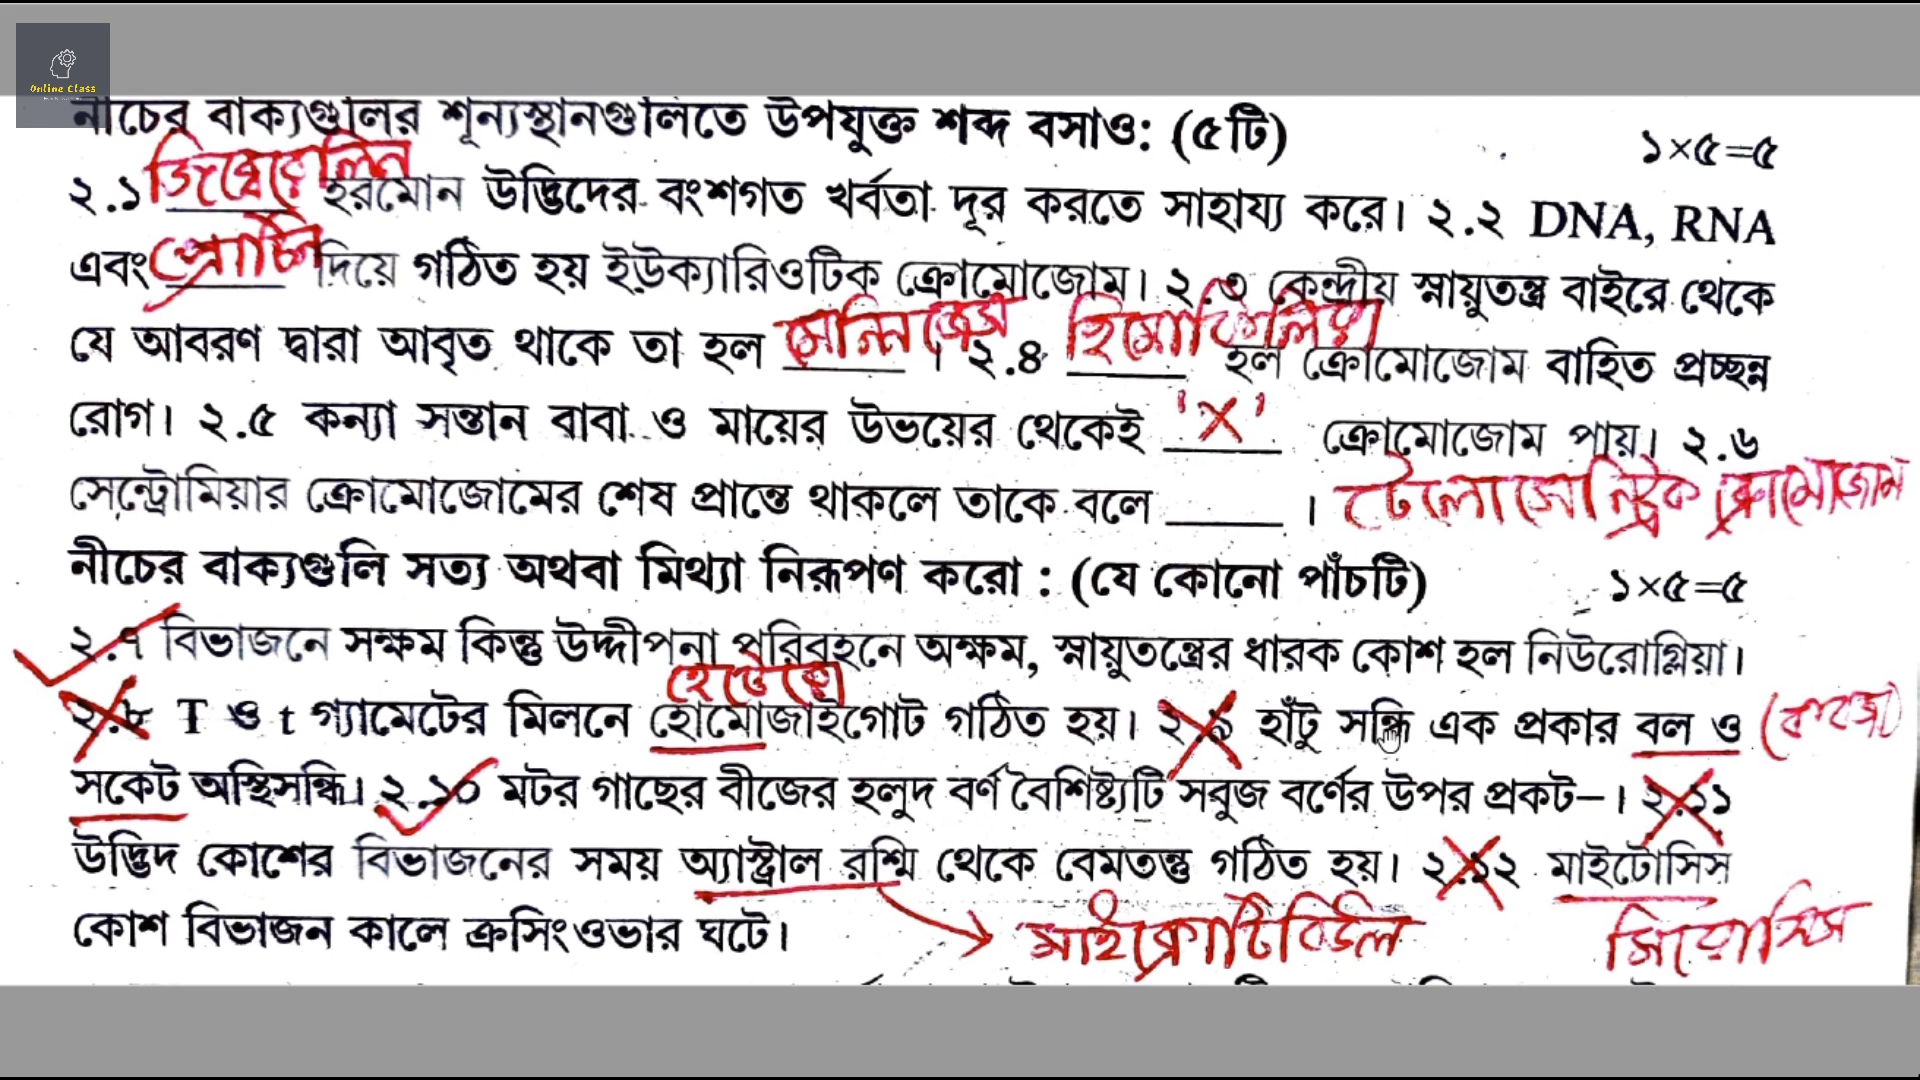 Online Class
নীচের বাক্যগুলির শূন্যস্থানগুলিতে উপযুক্ত শব্দ বসাও: (৫টি) ১×৫=৫
২.১ জিব্বেরেলিন হরমোন উদ্ভিদের বংশগত খর্বতা দূর করতে সাহায্য করে। ২.২ DNA, RNA
এবং প্রোটিন দিয়ে গঠিত হয় ইউক্যারিওটিক ক্রোমোজোম। ২.৩ কেন্দ্রীয় স্নায়ুতন্ত্র বাইরে থেকে
যে আবরণ দ্বারা আবৃত থাকে তা হল মেনিনজেস । ২.৪ হিমোফিলিয়া হল ক্রোমোজোম বাহিত প্রচ্ছন্ন
রোগ। ২.৫ কন্যা সন্তান বাবা ও মায়ের উভয়ের থেকেই 'X' ক্রোমোজোম পায়। ২.৬
সেন্ট্রোমিয়ার ক্রোমোজোমের শেষ প্রান্তে থাকলে তাকে বলে ______ । টেলোসেন্ট্রিক ক্রোমোজোম
নীচের বাক্যগুলি সত্য অথবা মিথ্যা নিরূপণ করো : (যে কোনো পাঁচটি) ১×৫=৫
২.৭ বিভাজনে সক্ষম কিন্তু উদ্দীপনা পরিবহনে অক্ষম, স্নায়ুতন্ত্রের ধারক কোশ হল নিউরোগ্লিয়া।
হেটেরো
২.৮ T ও t গ্যামেটের মিলনে হোমোজাইগোট গঠিত হয়। ২.৯ হাঁটু সন্ধি এক প্রকার বল ও (কবজা)
সকেট অস্থিসন্ধি। ২.১০ মটর গাছের বীজের হলুদ বর্ণ বৈশিষ্ট্যটি সবুজ বর্ণের উপর প্রকট–। ২.১১
উদ্ভিদ কোশের বিভাজনের সময় অ্যাস্ট্রাল রশ্মি থেকে বেমতন্তু গঠিত হয়। ২.১২ মাইটোসিস
কোশ বিভাজন কালে ক্রসিংওভার ঘটে। মাইক্রোটিবিউল মিয়োসিস